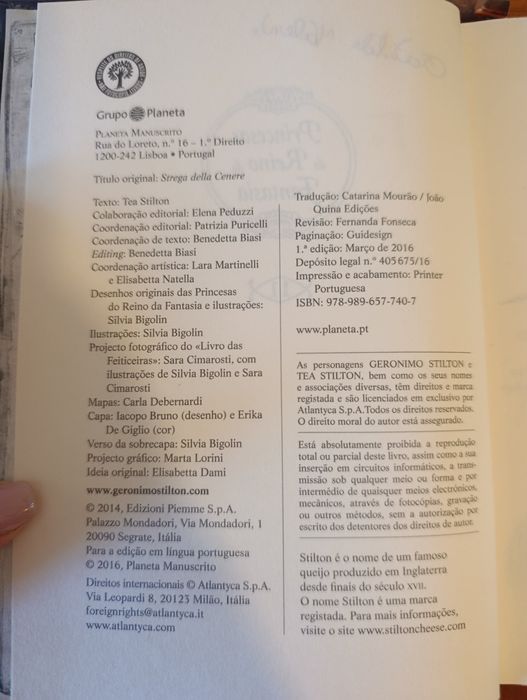 Grupo Planeta
PLANETA MANUSCRITO
Rua do Loreto, n.º 16 – 1.º Direito
1200-242 Lisboa • Portugal
Título original: Strega della Cenere
Texto: Tea Stilton
Colaboração editorial: Elena Peduzzi
Coordenação editorial: Patrizia Puricelli
Coordenação de texto: Benedetta Biasi
Editing: Benedetta Biasi
Coordenação artística: Lara Martinelli
e Elisabetta Natella
Desenhos originais das Princesas
do Reino da Fantasia e ilustrações:
Silvia Bigolin
Ilustrações: Silvia Bigolin
Projecto fotográfico do «Livro das
Feiticeiras»: Sara Cimarosti, com
ilustrações de Silvia Bigolin e Sara
Cimarosti
Mapas: Carla Debernardi
Capa: Iacopo Bruno (desenho) e Erika
De Giglio (cor)
Verso da sobrecapa: Silvia Bigolin
Projecto gráfico: Marta Lorini
Ideia original: Elisabetta Dami
www.geronimostilton.com
© 2014, Edizioni Piemme S.p.A.
Palazzo Mondadori, Via Mondadori, 1
20090 Segrate, Itália
Para a edição em língua portuguesa
© 2016, Planeta Manuscrito
Direitos internacionais © Atlantyca S.p.A.
Via Leopardi 8, 20123 Milão, Itália
foreignrights@atlantyca.it
www.atlantyca.com
Tradução: Catarina Mourão / João
Quina Edições
Revisão: Fernanda Fonseca
Paginação: Guidesign
1.ª edição: Março de 2016
Depósito legal n.º 405675/16
Impressão e acabamento: Printer
Portuguesa
ISBN: 978-989-657-740-7
www.planeta.pt
As personagens GERONIMO STILTON e
TEA STILTON, bem como os seus nomes
e associações diversas, têm direitos e marca
registada e são licenciados em exclusivo por
Atlantyca S.p.A.Todos os direitos reservados.
O direito moral do autor está assegurado.
Está absolutamente proibida a reprodução
total ou parcial deste livro, assim como a sua
inserção em circuitos informáticos, a trans-
missão sob qualquer meio ou forma e por
intermédio de quaisquer meios electrónicos,
mecânicos, através de fotocópias, gravação
ou outros métodos, sem a autorização por
escrito dos detentores dos direitos de autor.
Stilton é o nome de um famoso
queijo produzido em Inglaterra
desde finais do século XVII.
O nome Stilton é uma marca
registada. Para mais informações,
visite o site www.stiltoncheese.com